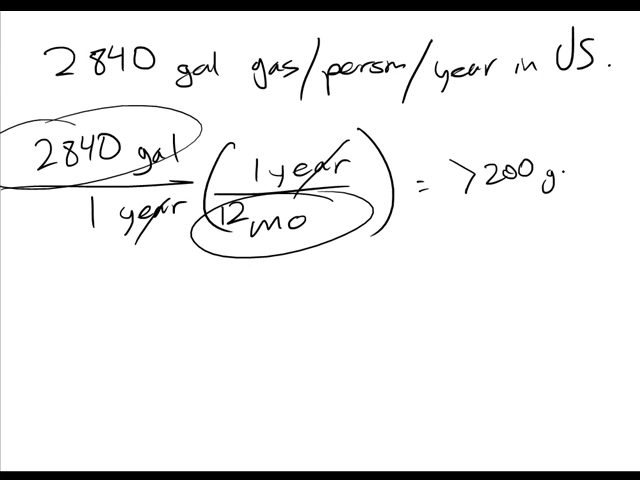 2840 gal gas/person/year in US.
2840 gal
1 year
(1 year
12 mo)
= >200 g.